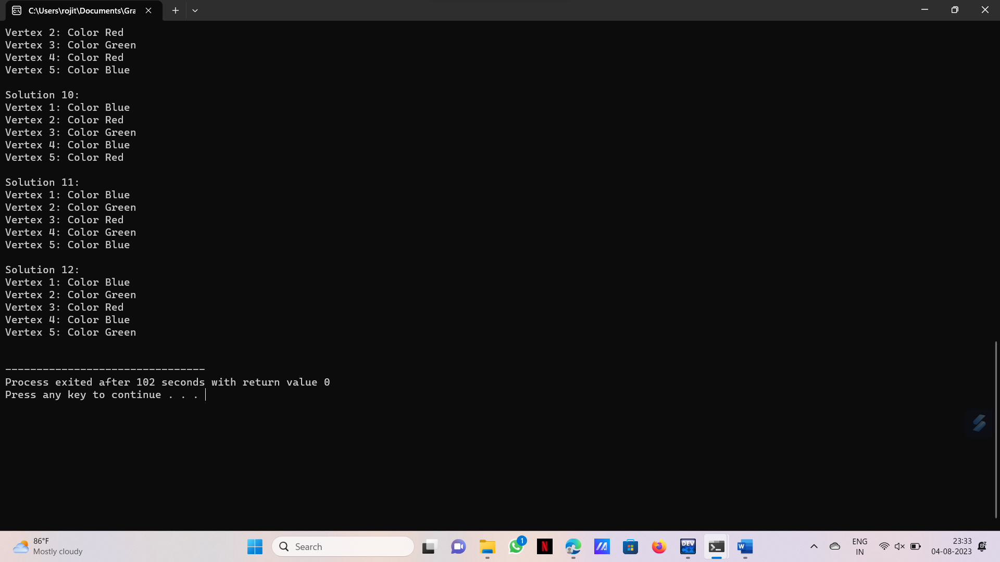 C:\Users\rojit\Documents\Gra
Vertex 2: Color Red
Vertex 3: Color Green
Vertex 4: Color Red
Vertex 5: Color Blue
Solution 10:
Vertex 1: Color Blue
Vertex 2: Color Red
Vertex 3: Color Green
Vertex 4: Color Blue
Vertex 5: Color Red
Solution 11:
Vertex 1: Color Blue
Vertex 2: Color Green
Vertex 3: Color Red
Vertex 4: Color Green
Vertex 5: Color Blue
Solution 12:
Vertex 1: Color Blue
Vertex 2: Color Green
Vertex 3: Color Red
Vertex 4: Color Blue
Vertex 5: Color Green
--------------------------------
Process exited after 102 seconds with return value 0
Press any key to continue . . .
86°F
Mostly cloudy
Search
1
N
DEV
C++
W
ENG
IN
23:33
04-08-2023